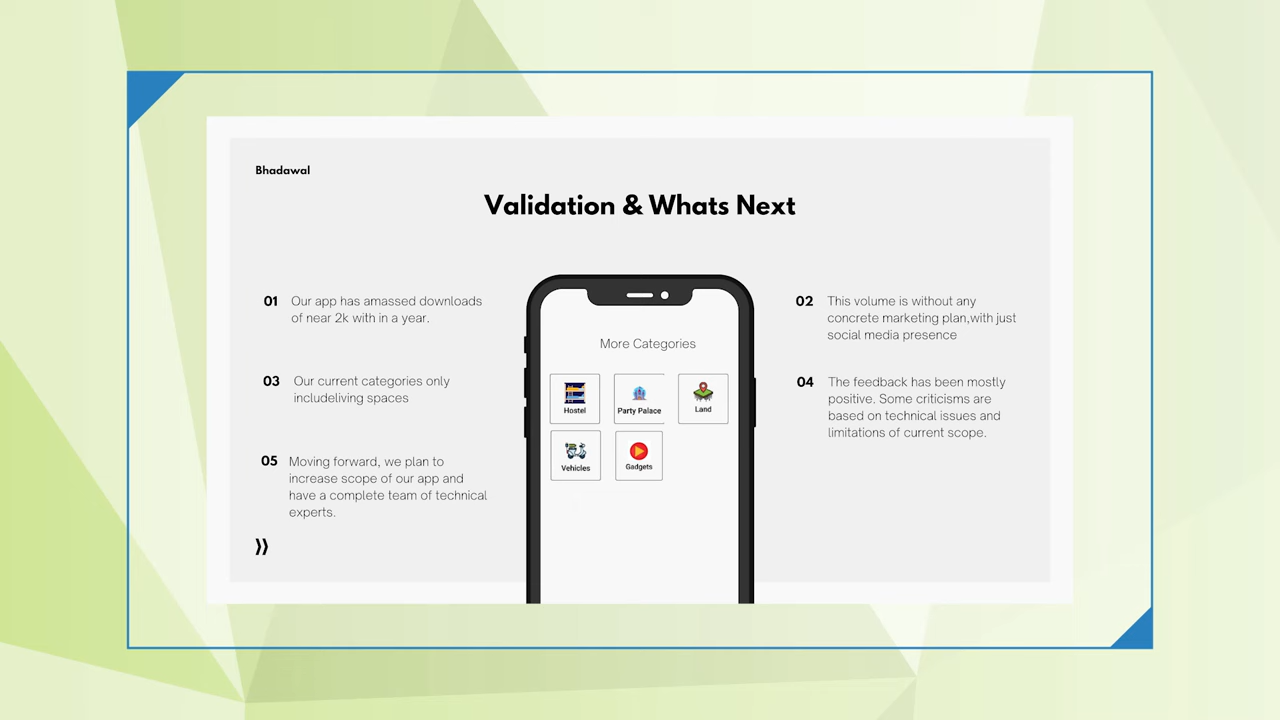 Bhadawal
Validation & Whats Next
01 Our app has amassed downloads
of near 2k with in a year.
02 This volume is without any
concrete marketing plan,with just
social media presence
03 Our current categories only
includeliving spaces
04 The feedback has been mostly
positive. Some criticisms are
based on technical issues and
limitations of current scope.
05 Moving forward, we plan to
increase scope of our app and
have a complete team of technical
experts.
More Categories
Hostel
Party Palace
Land
Vehicles
Gadgets